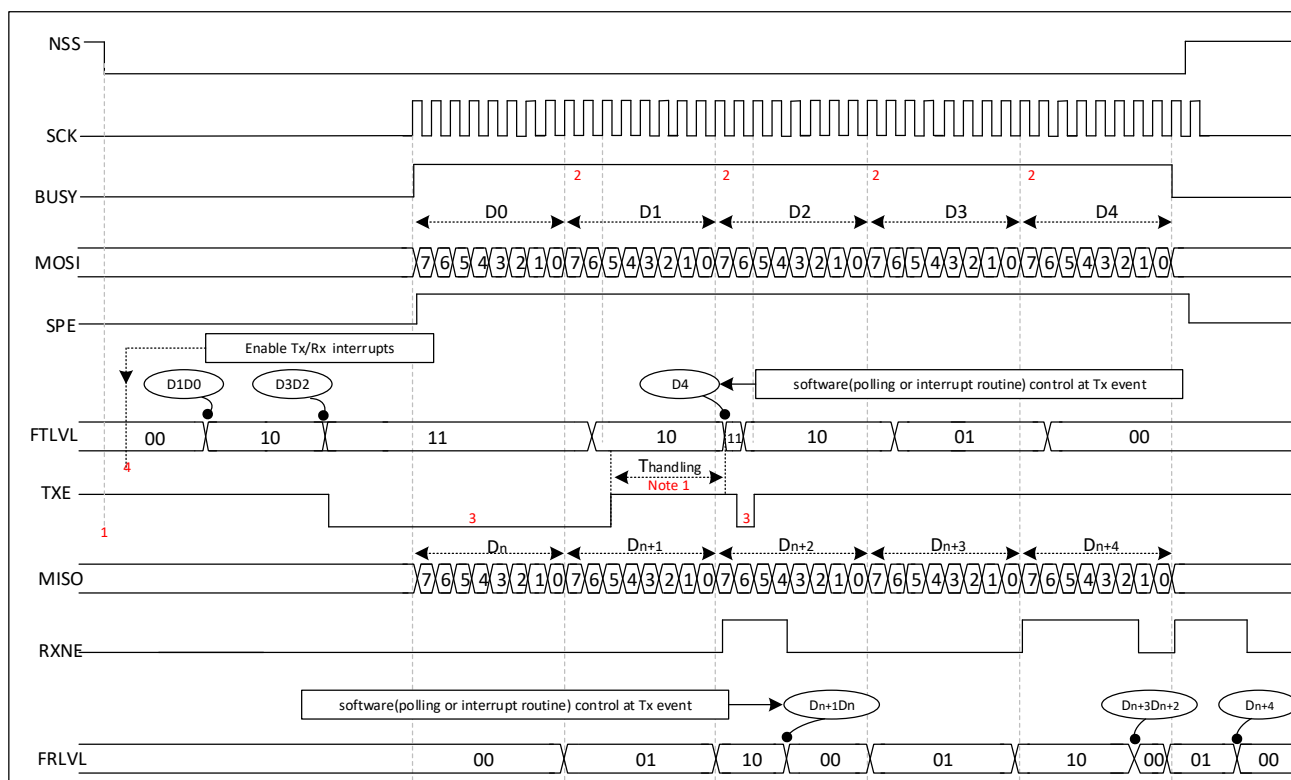 NSS
SCK
BUSY
2 2 2 2
D0 D1 D2 D3 D4
MOSI
7 6 5 4 3 2 1 0 7 6 5 4 3 2 1 0 7 6 5 4 3 2 1 0 7 6 5 4 3 2 1 0 7 6 5 4 3 2 1 0
SPE
Enable Tx/Rx interrupts
D1D0 D3D2 D4 software(polling or interrupt routine) control at Tx event
FTLVL
00 10 11 10 11 10 01 00
4
Thandling
Note 1
TXE
3 3
1
Dn Dn+1 Dn+2 Dn+3 Dn+4
MISO
7 6 5 4 3 2 1 0 7 6 5 4 3 2 1 0 7 6 5 4 3 2 1 0 7 6 5 4 3 2 1 0 7 6 5 4 3 2 1 0
RXNE
software(polling or interrupt routine) control at Tx event Dn+1Dn Dn+3Dn+2 Dn+4
FRLVL
00 01 10 00 01 10 00 01 00